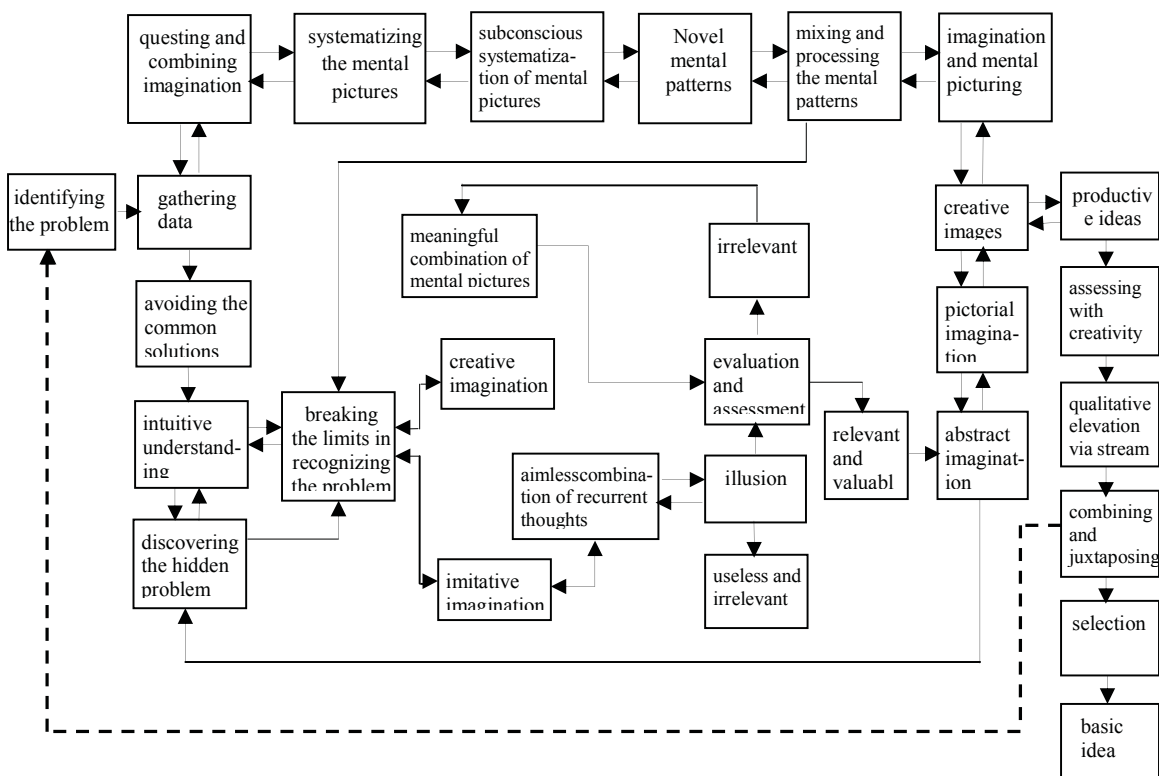 questing and
combining
imagination
systematizing
the mental
pictures
subconscious
systematiza-
tion of mental
pictures
Novel
mental
patterns
mixing and
processing
the mental
patterns
imagination
and mental
picturing
identifying
the problem
gathering
data
meaningful
combination of
mental pictures
irrelevant
creative
images
productiv
e ideas
avoiding the
common
solutions
pictorial
imagina-
tion
assessing
with
creativity
creative
imagination
evaluation
and
assessment
intuitive
understand-
ing
breaking
the limits in
recognizing
the problem
relevant
and
valuabl
abstract
imaginat-
ion
qualitative
elevation
via stream
aimlesscombina-
tion of recurrent
thoughts
illusion
discovering
the hidden
problem
imitative
imagination
useless and
irrelevant
combining
and
juxtaposing
selection
basic
idea